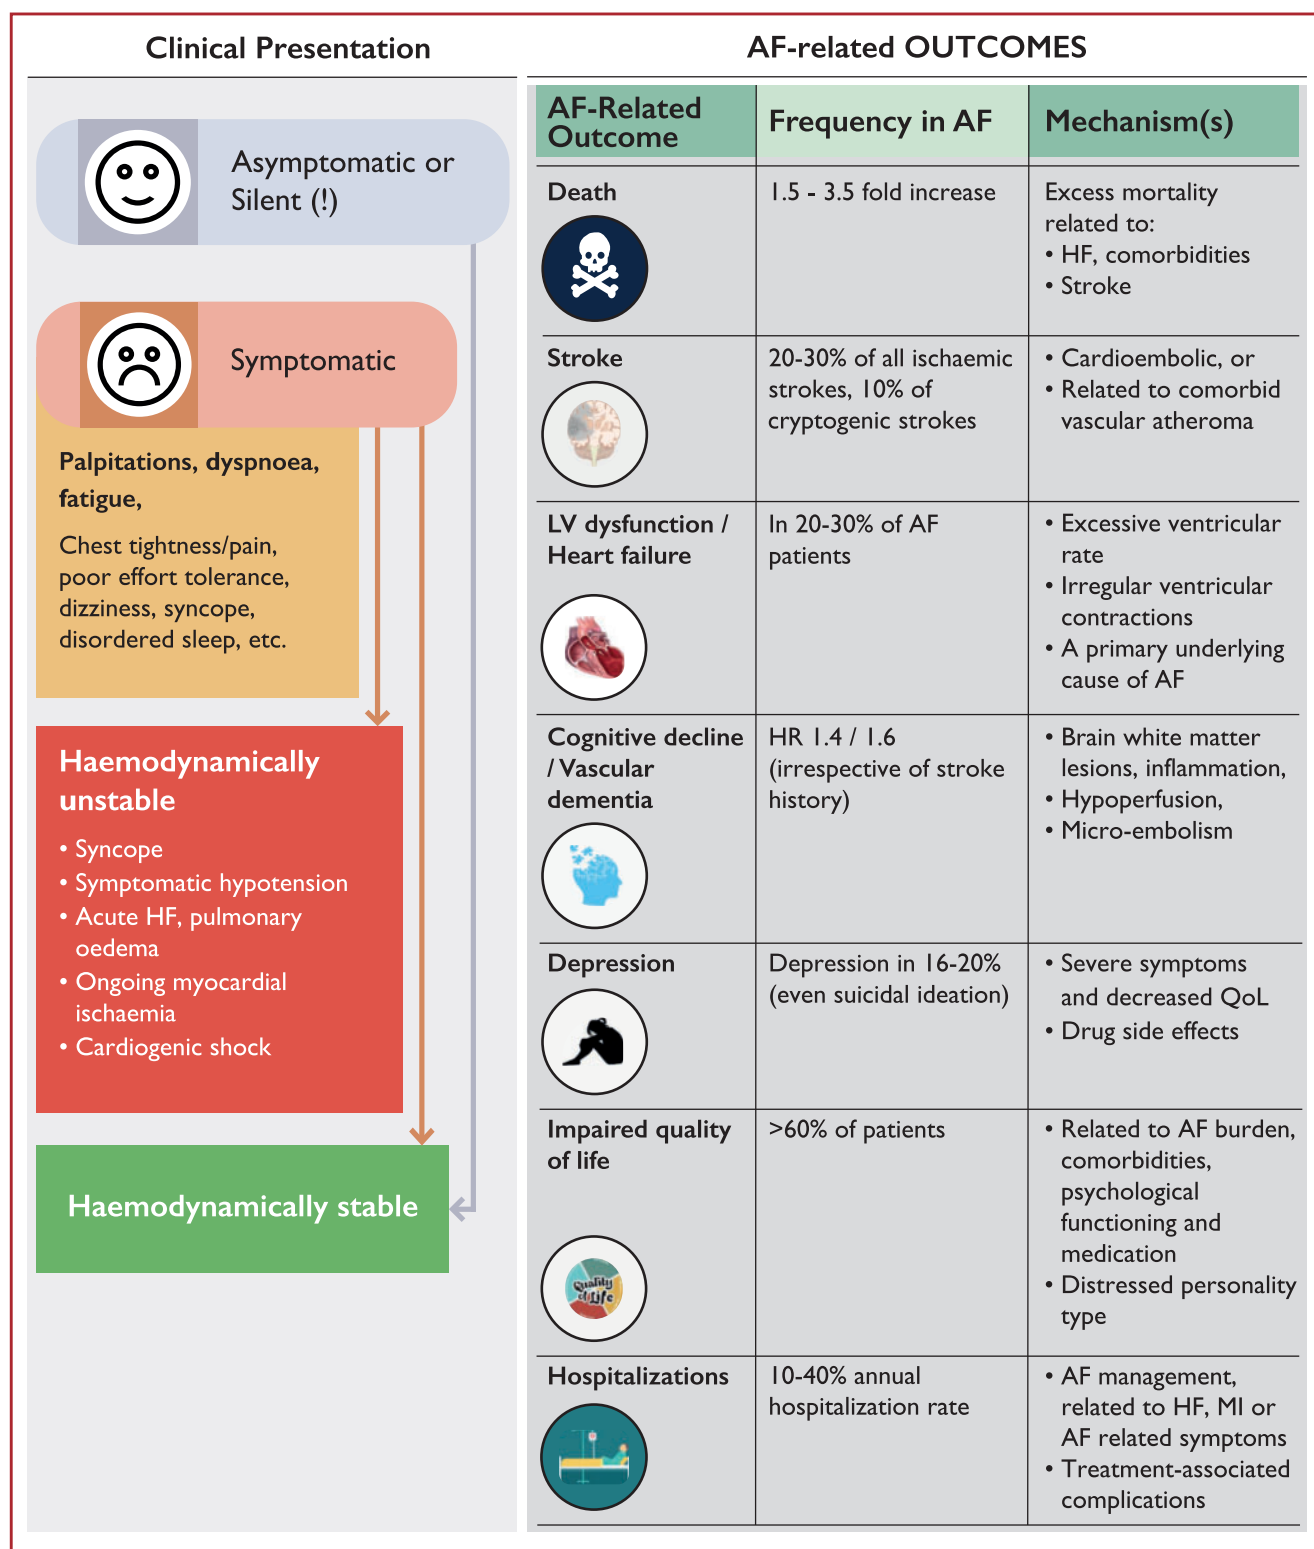 Clinical Presentation
Asymptomatic or
Silent (!)
Symptomatic
Palpitations, dyspnoea,
fatigue,
Chest tightness/pain,
poor effort tolerance,
dizziness, syncope,
disordered sleep, etc.
Haemodynamically
unstable
• Syncope
• Symptomatic hypotension
• Acute HF, pulmonary
oedema
• Ongoing myocardial
ischaemia
• Cardiogenic shock
Haemodynamically stable
AF-related OUTCOMES
AF-Related
Outcome
Frequency in AF
Mechanism(s)
Death
1.5 - 3.5 fold increase
Excess mortality
related to:
• HF, comorbidities
• Stroke
Stroke
20-30% of all ischaemic
strokes, 10% of
cryptogenic strokes
• Cardioembolic, or
• Related to comorbid
vascular atheroma
LV dysfunction /
Heart failure
In 20-30% of AF
patients
• Excessive ventricular
rate
• Irregular ventricular
contractions
• A primary underlying
cause of AF
Cognitive decline
/ Vascular
dementia
HR 1.4 / 1.6
(irrespective of stroke
history)
• Brain white matter
lesions, inflammation,
• Hypoperfusion,
• Micro-embolism
Depression
Depression in 16-20%
(even suicidal ideation)
• Severe symptoms
and decreased QoL
• Drug side effects
Impaired quality
of life
Quality
of Life
>60% of patients
• Related to AF burden,
comorbidities,
psychological
functioning and
medication
• Distressed personality
type
Hospitalizations
10-40% annual
hospitalization rate
• AF management,
related to HF, MI or
AF related symptoms
• Treatment-associated
complications